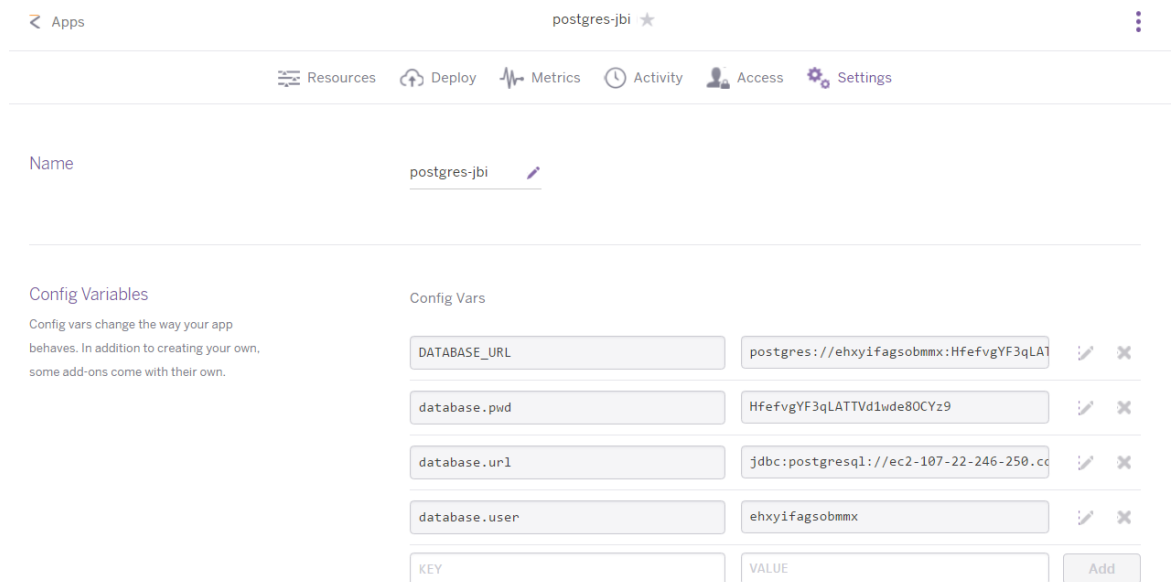 Apps
postgres-jbi
Resources Deploy Metrics Activity Access Settings
Name
postgres-jbi
Config Variables
Config vars change the way your app
behaves. In addition to creating your own,
some add-ons come with their own.
Config Vars
DATABASE_URL postgres://ehxyifagsobmmx:HfefvgYF3qLAT
database.pwd HfefvgYF3qLATTVd1wde8OCYz9
database.url jdbc:postgresql://ec2-107-22-246-250.co
database.user ehxyifagsobmmx
KEY VALUE Add